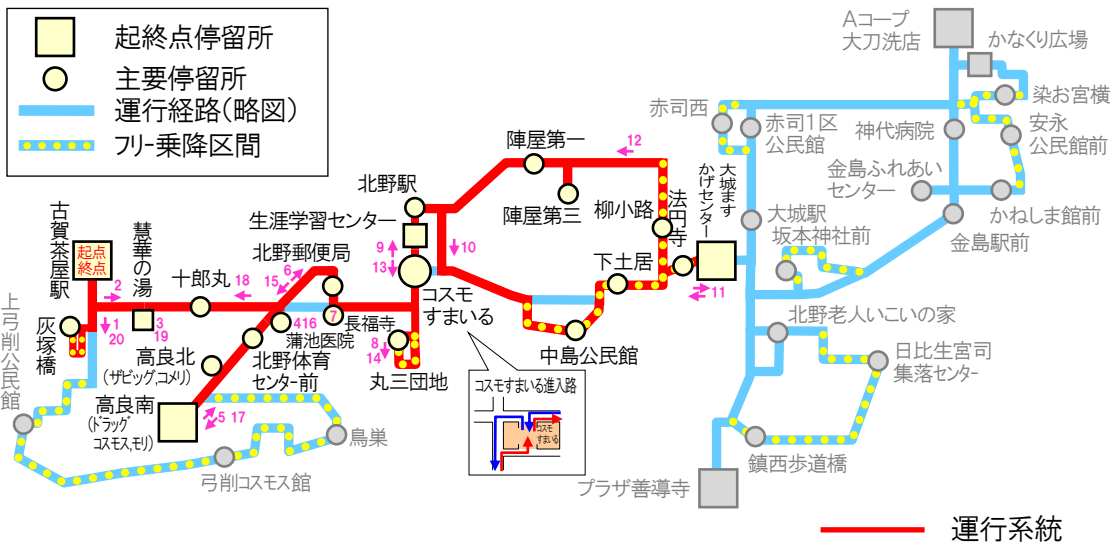 起終点停留所
主要停留所
運行経路(略図)
フリー乗降区間
Aコープ
大刀洗店
かなくり広場
染お宮横
安永
公民館前
神代病院
金島ふれあい
センター
かねしま館前
金島駅前
赤司西
赤司1区
公民館
大城駅
坂本神社前
北野老人いこいの家
日比生宮司
集落センター
鎮西歩道橋
プラザ善導寺
大城ます
かげセンター
法円寺
柳小路
下土居
中島公民館
陣屋第一
陣屋第三
12
11
10
北野駅
生涯学習センター
9
13
コスモ
すまいる
北野郵便局
6
15
7
長福寺
8
14
丸三団地
416
蒲池医院
北野体育
センター前
18
十郎丸
慧華の湯
3
19
古賀茶屋駅
起点
終点
2
1
20
灰塚橋
上弓削公民館
高良北
(ザビッグ,コメリ)
高良南
(ドラッグ
コスモス,モリ)
5 17
鳥巣
弓削コスモス館
コスモすまいる進入路
コスモ
すまいる
運行系統